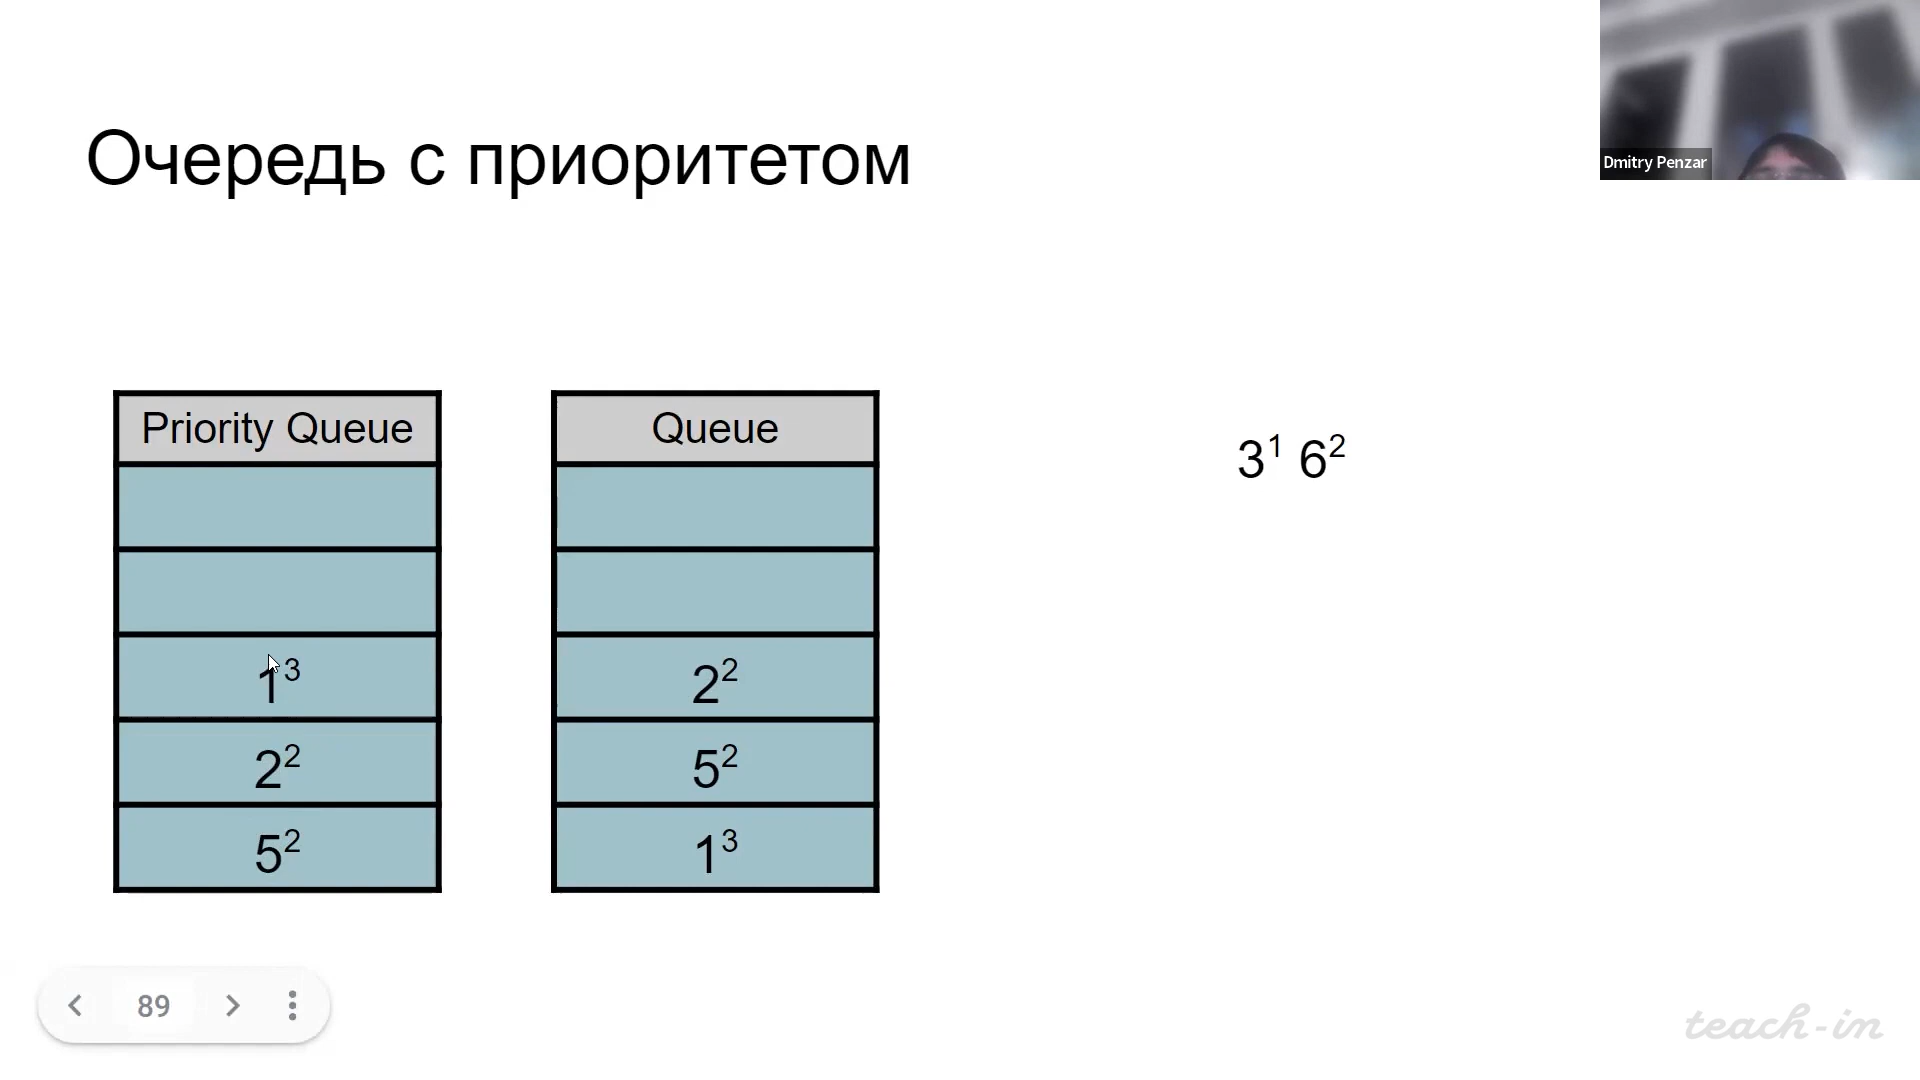 Dmitry Penzar
Очередь с приоритетом
Priority Queue
1³
2²
5²
Queue
2²
5²
1³
3¹ 6²
89
teach-in